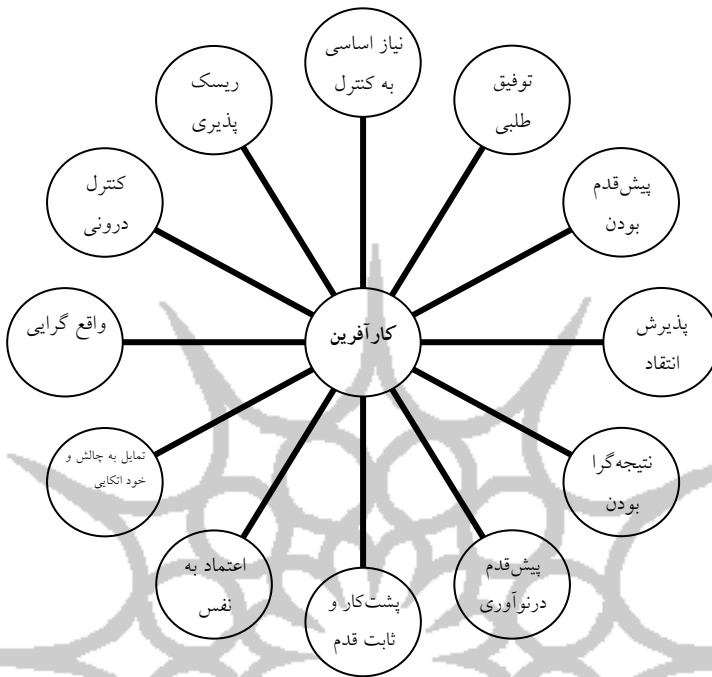 نیاز اساسی
به کنترل
توفیق
طلبی
پیش‌قدم
بودن
پذیرش
انتقاد
نتیجه‌گرا
بودن
پیش‌قدم
درنوآوری
پشت‌کار و
ثابت قدم
اعتماد به
نفس
تمایل به چالش و
خود اتکایی
واقع گرایی
کنترل
درونی
ریسک
پذیری
کارآفرین